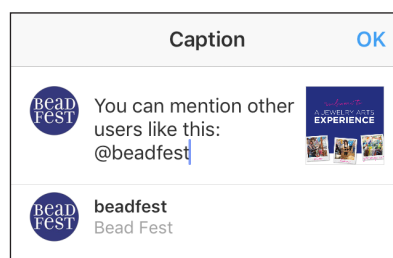 Caption
OK
BEAD
FEST
You can mention other
users like this:
@beadfest
A JEWELRY ARTS
EXPERIENCE
BEAD
FEST
beadfest
Bead Fest